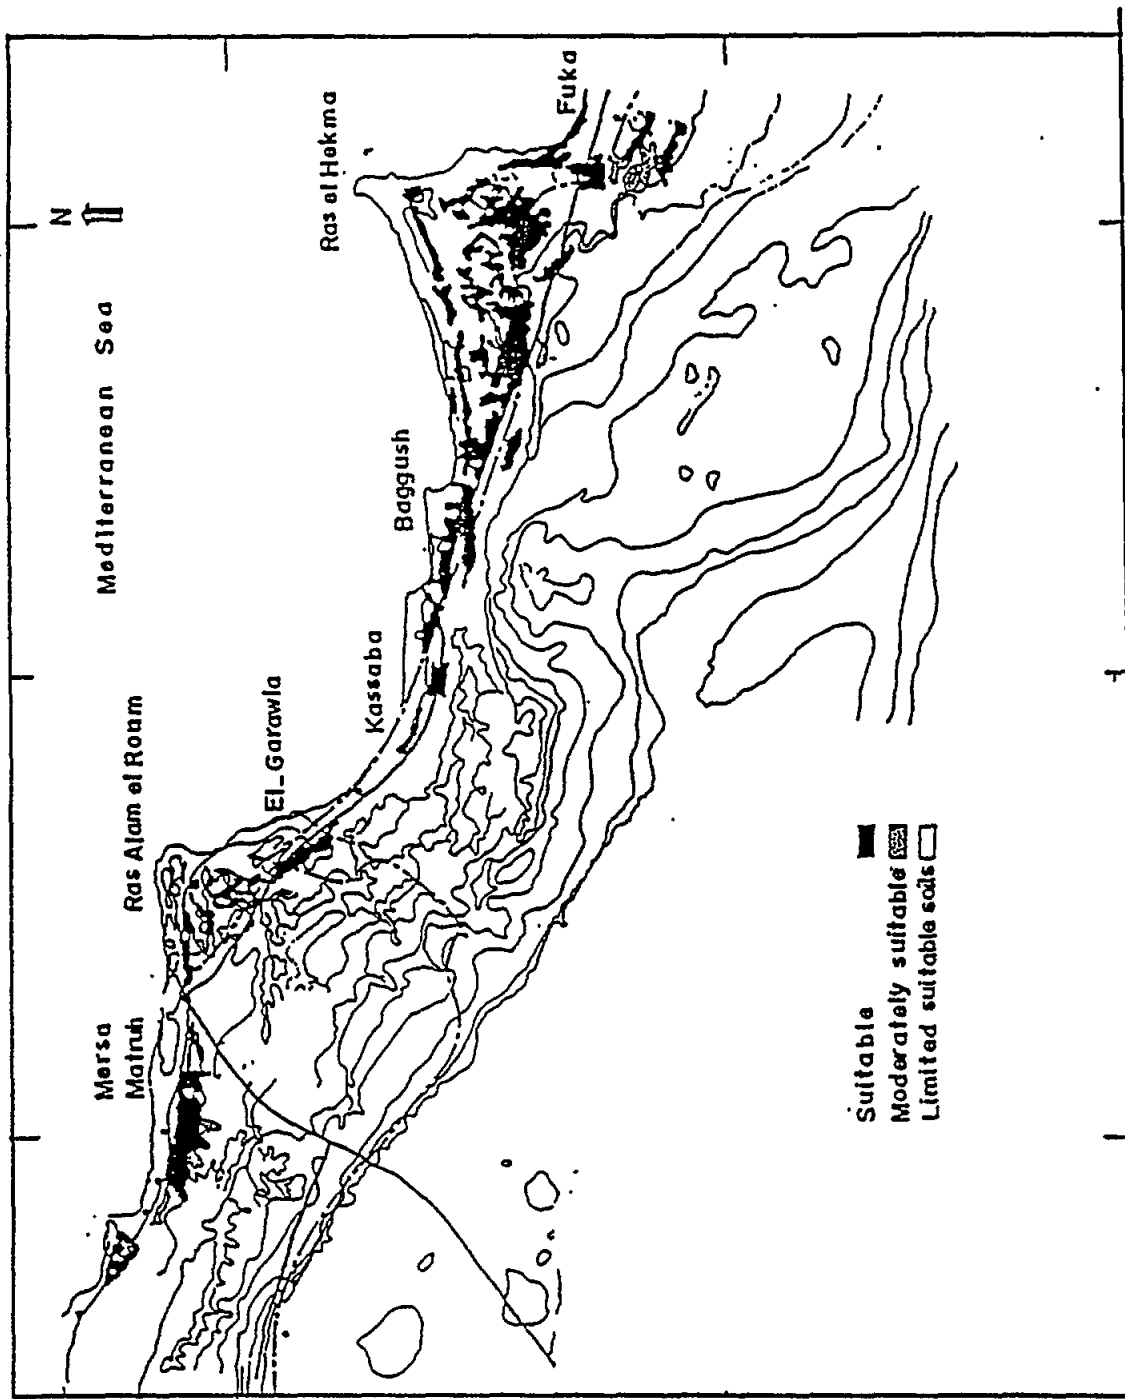 N
Mediterranean Sea
Mersa
Matruh
Ras Alam el Roum
El_Garawla
Kassaba
Baggush
Ras el Hekma
Fuka
Suitable
Moderately suitable
Limited suitable soils